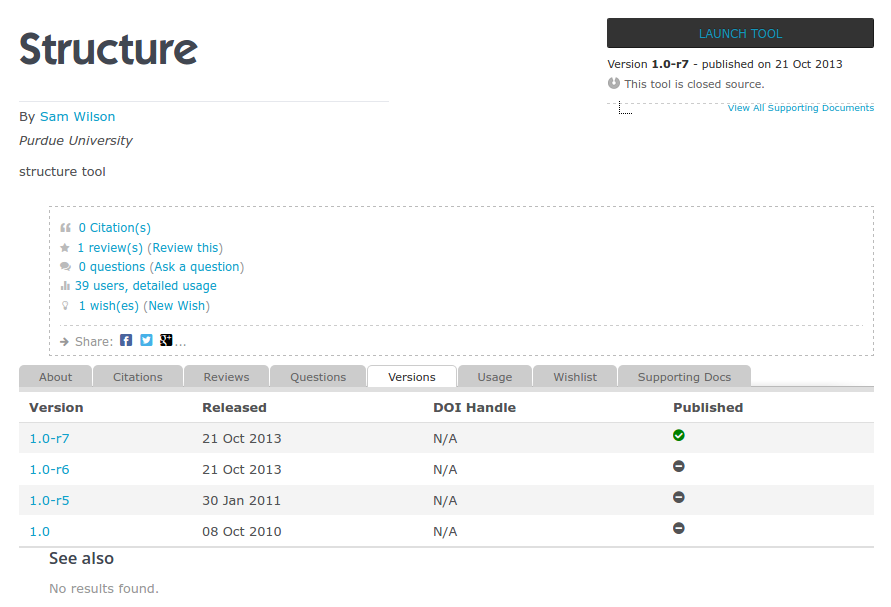 Structure
LAUNCH TOOL
Version 1.0-r7 - published on 21 Oct 2013
This tool is closed source.
View All Supporting Documents
By Sam Wilson
Purdue University
structure tool
0 Citation(s)
1 review(s) (Review this)
0 questions (Ask a question)
39 users, detailed usage
1 wish(es) (New Wish)
Share: ...
About Citations Reviews Questions Versions Usage Wishlist Supporting Docs
Version Released DOI Handle Published
1.0-r7 21 Oct 2013 N/A
1.0-r6 21 Oct 2013 N/A
1.0-r5 30 Jan 2011 N/A
1.0 08 Oct 2010 N/A
See also
No results found.